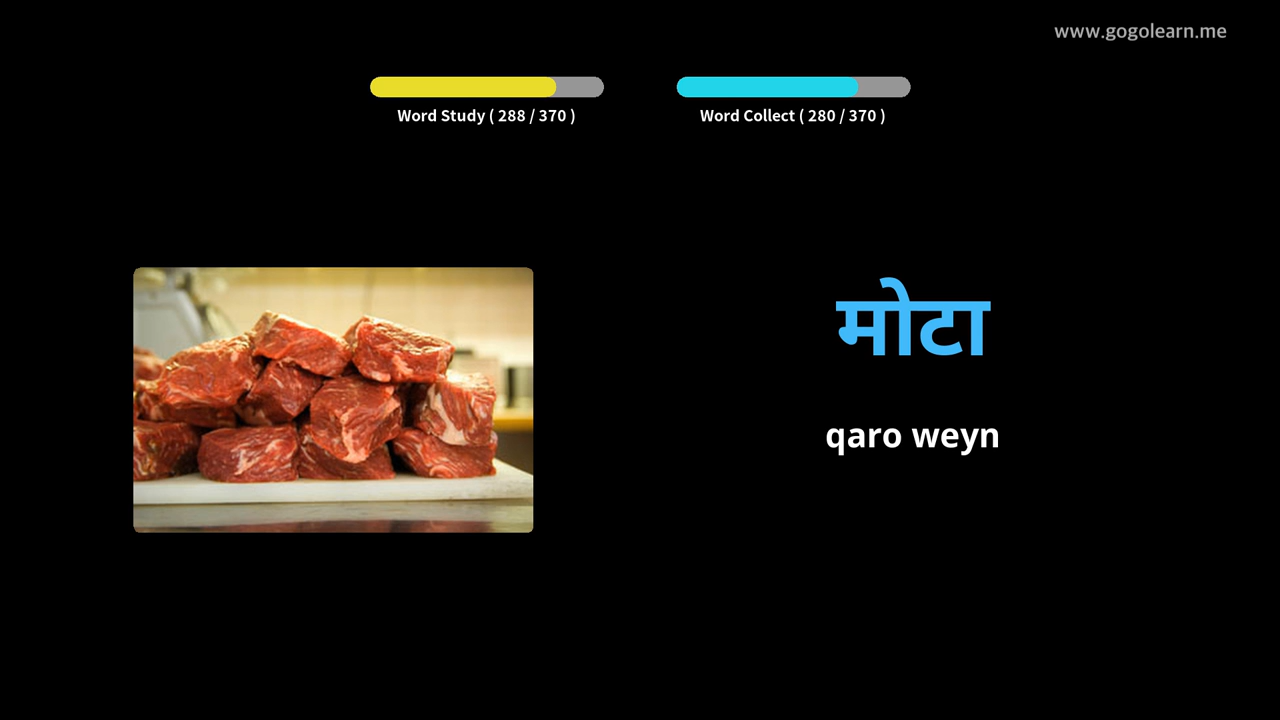 www.gogolearn.me
Word Study ( 288 / 370 )
Word Collect ( 280 / 370 )
मोटा
qaro weyn